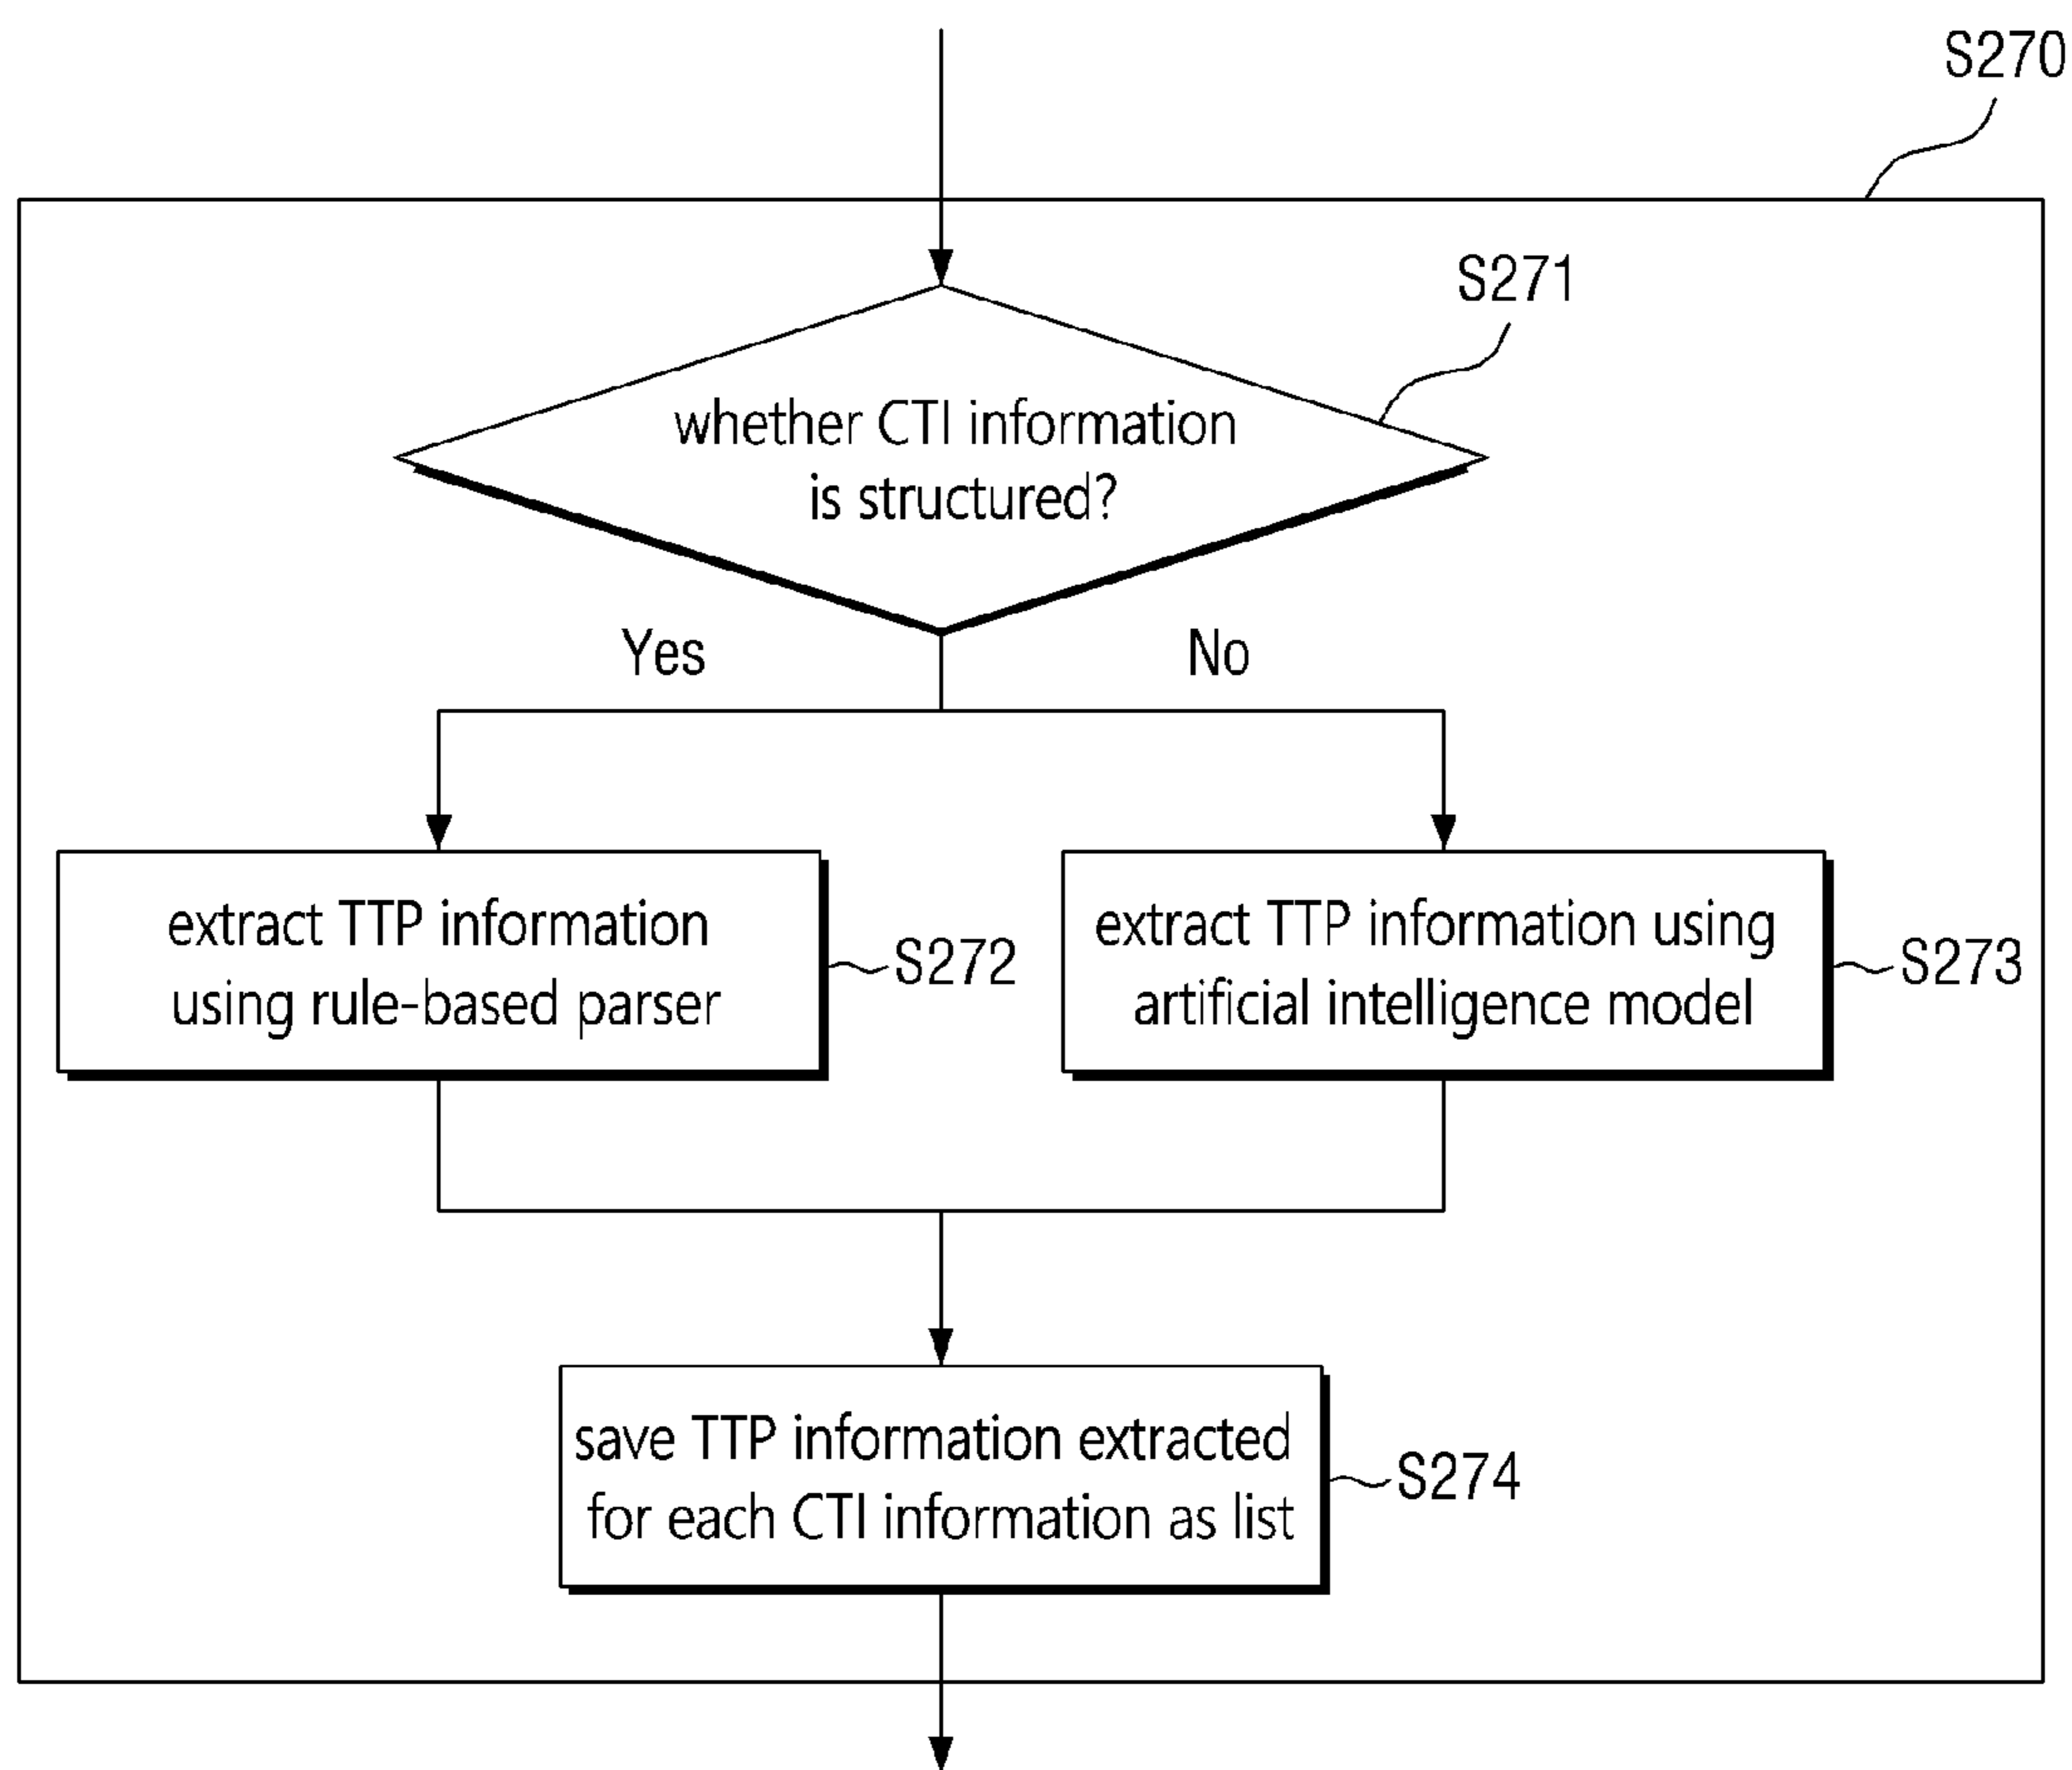 S270
S271
whether CTI information
is structured?
Yes
No
extract TTP information
using rule-based parser
S272
extract TTP information using
artificial intelligence model
S273
save TTP information extracted
for each CTI information as list
S274